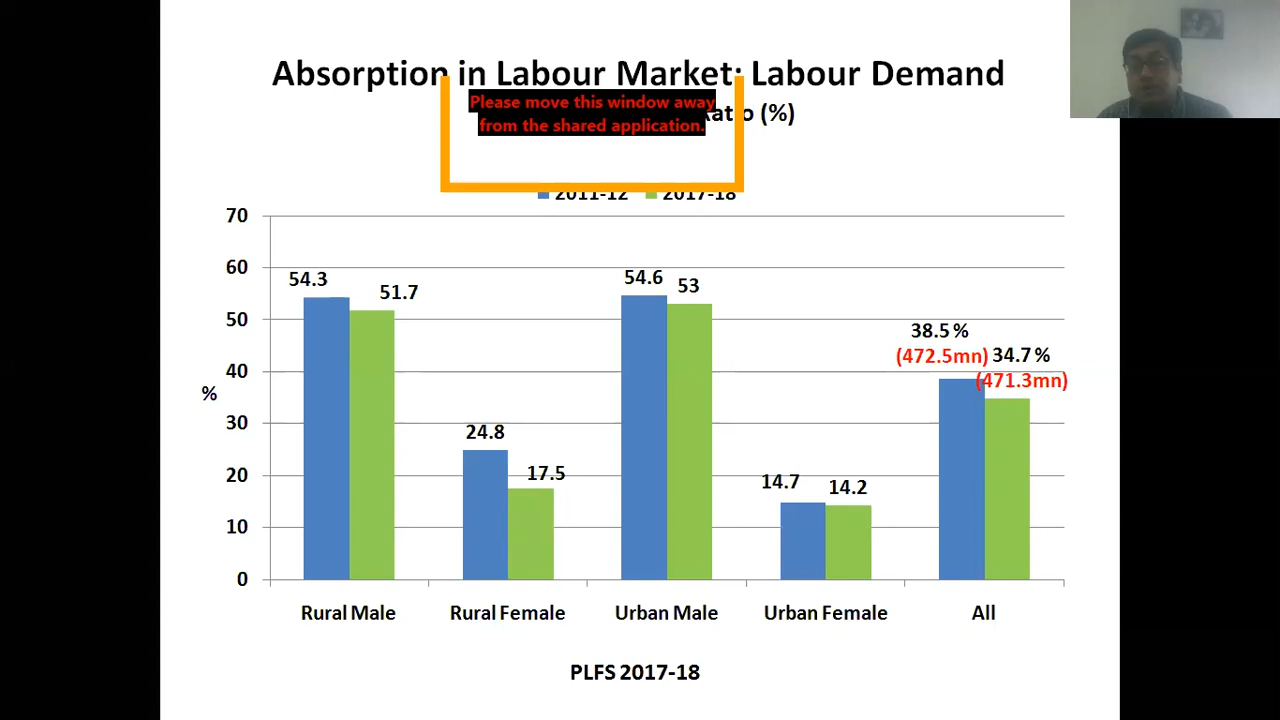 Absorption in Labour Market: Labour Demand
Please move this window away
from the shared application.
Ratio (%)
2011-12 2017-18
70
60
50
40
30
20
10
0
%
54.3
51.7
24.8
17.5
54.6
53
14.7
14.2
38.5 %
(472.5mn)
34.7 %
(471.3mn)
Rural Male Rural Female Urban Male Urban Female All
PLFS 2017-18